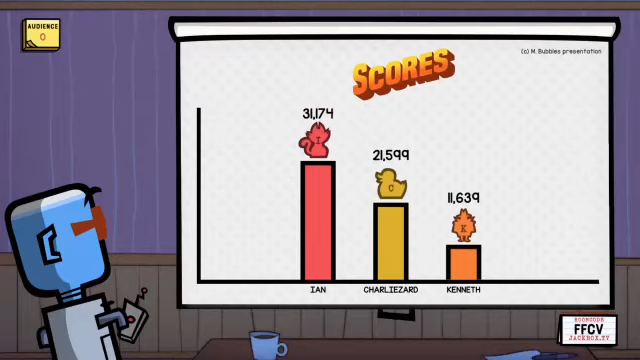 AUDIENCE
0
(c) M. Bubbles presentation
SCORES
31,174
21,599
11,639
I
C
K
IAN
CHARLIEZARD
KENNETH
ROOMCODE
FFCV
JACKBOX.TV